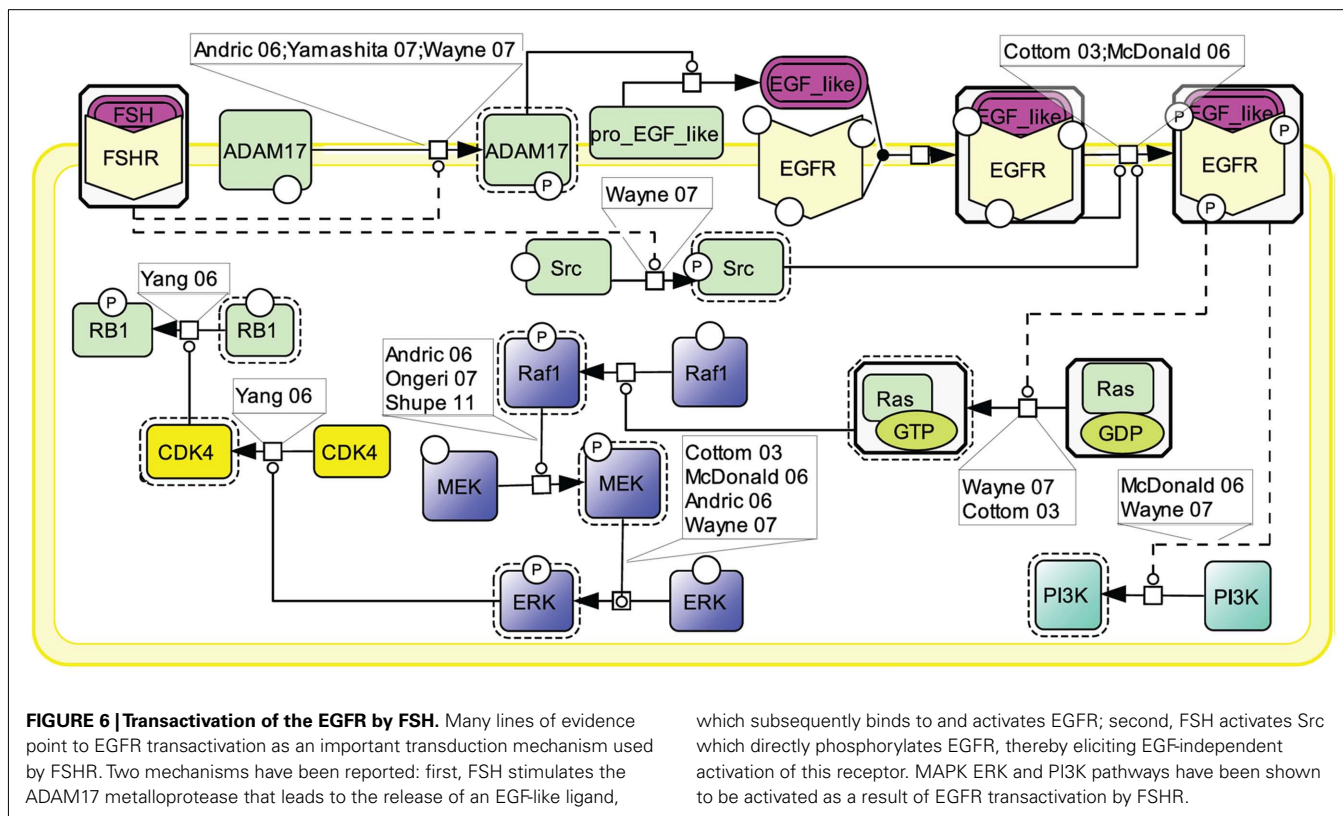 Andric 06;Yamashita 07;Wayne 07
Cottom 03;McDonald 06
FSH
FSHR
ADAM17
ADAM17
P
pro_EGF_like
EGF_like
EGFR
EGF_like
EGFR
EGF_like
P
P
EGFR
P
Wayne 07
Src
P
Src
Yang 06
P
RB1
RB1
Yang 06
CDK4
CDK4
Andric 06
Ongeri 07
Shupe 11
P
Raf1
Raf1
Ras
GTP
Ras
GDP
MEK
P
MEK
Cottom 03
McDonald 06
Andric 06
Wayne 07
Wayne 07
Cottom 03
McDonald 06
Wayne 07
P
ERK
ERK
PI3K
PI3K
FIGURE 6 | Transactivation of the EGFR by FSH. Many lines of evidence
point to EGFR transactivation as an important transduction mechanism used
by FSHR. Two mechanisms have been reported: first, FSH stimulates the
ADAM17 metalloprotease that leads to the release of an EGF-like ligand,
which subsequently binds to and activates EGFR; second, FSH activates Src
which directly phosphorylates EGFR, thereby eliciting EGF-independent
activation of this receptor. MAPK ERK and PI3K pathways have been shown
to be activated as a result of EGFR transactivation by FSHR.